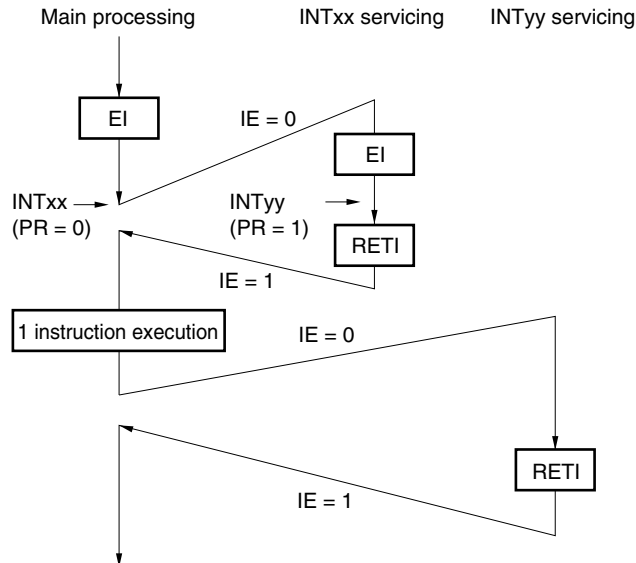 Main processing
INTxx servicing
INTyy servicing
EI
IE = 0
EI
INTxx
(PR = 0)
INTyy
(PR = 1)
RETI
IE = 1
1 instruction execution
IE = 0
RETI
IE = 1